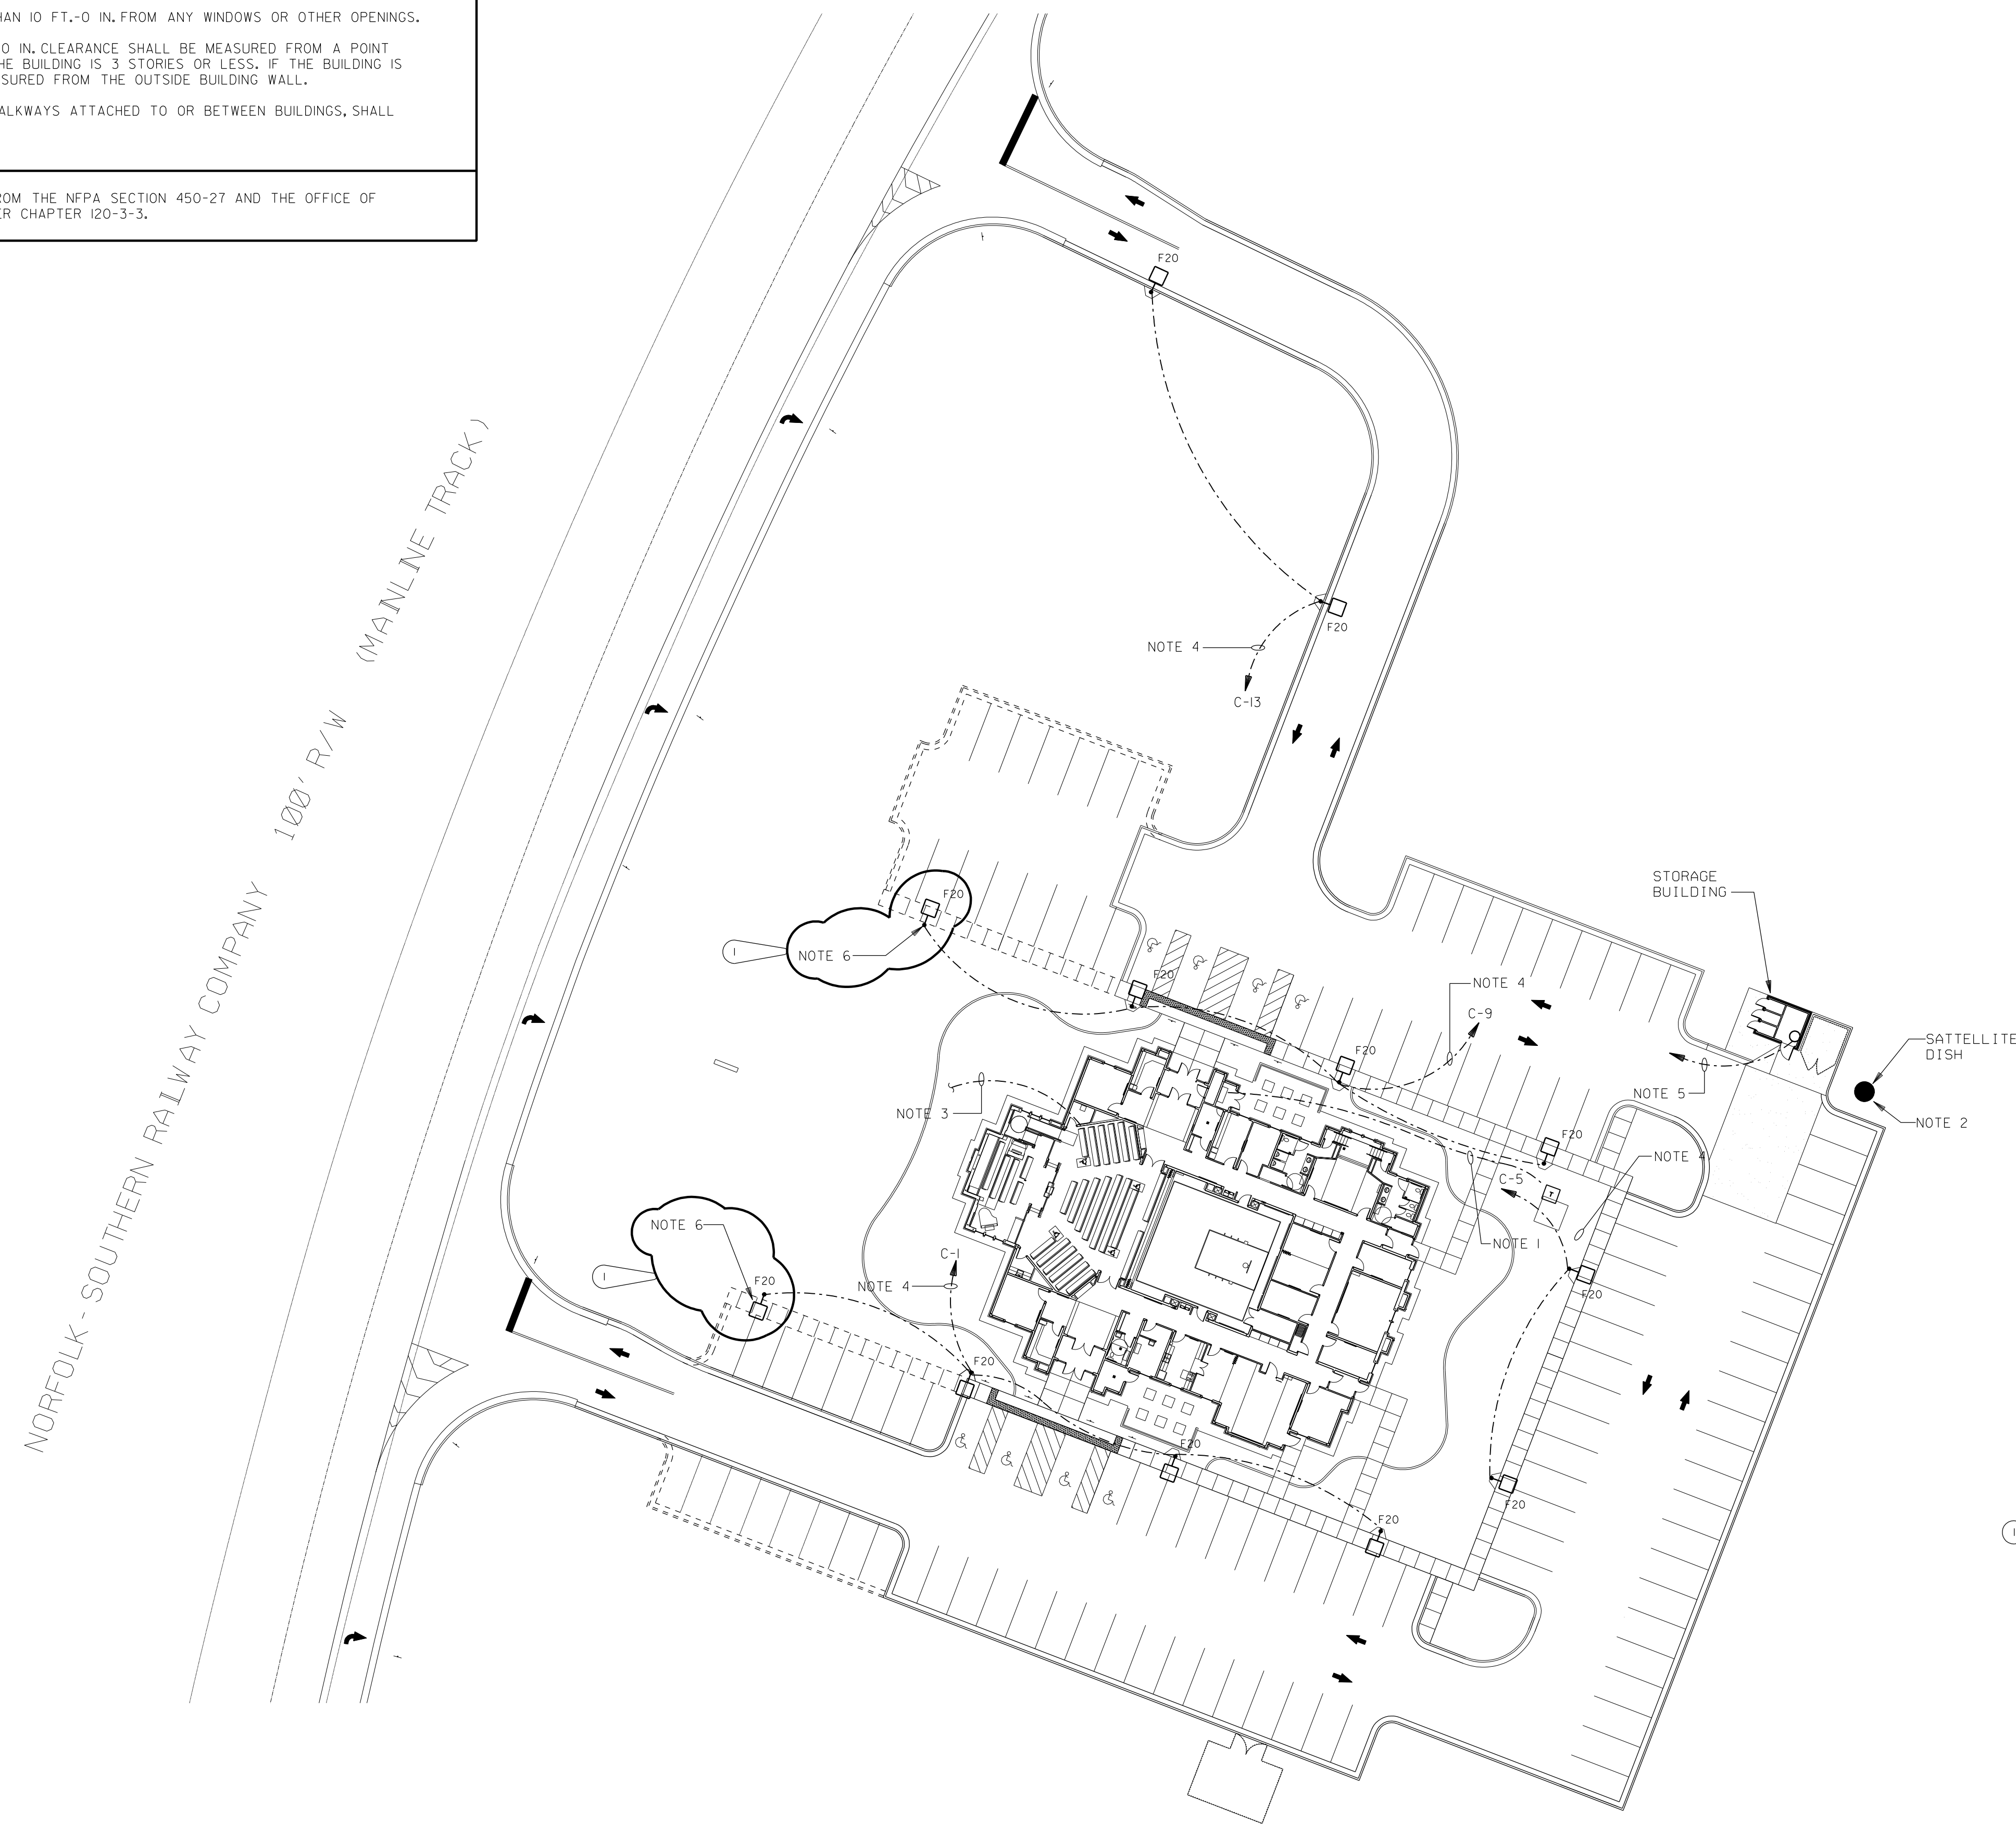 HAN 10 FT.-0 IN. FROM ANY WINDOWS OR OTHER OPENINGS.
0 IN. CLEARANCE SHALL BE MEASURED FROM A POINT
HE BUILDING IS 3 STORIES OR LESS. IF THE BUILDING IS
SURED FROM THE OUTSIDE BUILDING WALL.
ALKWAYS ATTACHED TO OR BETWEEN BUILDINGS, SHALL
ROM THE NFPA SECTION 450-27 AND THE OFFICE OF
ER CHAPTER 120-3-3.
F20
NORFOLK - SOUTHERN RAILWAY COMPANY 100' R/W (MAINLINE TRACK)
F20
NOTE 4
C-13
STORAGE
BUILDING
F20
NOTE 6
1
F20
NOTE 4
C-9
SATTELLITE
DISH
F20
NOTE 5
NOTE 3
NOTE 2
F20
NOTE 4
C-5
T
NOTE 6
NOTE 1
C-1
1
F20
NOTE 4
F20
F20
F20
F20
F20
1